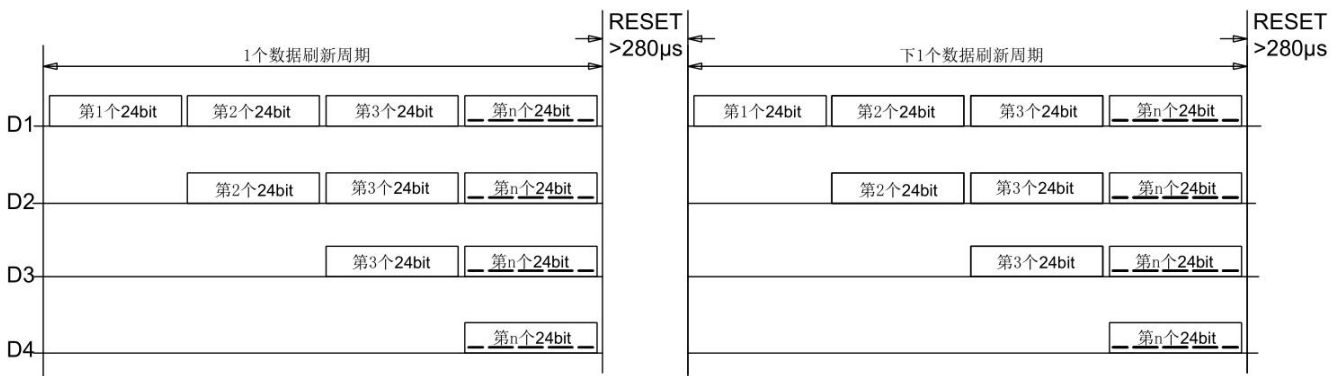 RESET
>280μs
RESET
>280μs
1个数据刷新周期
下1个数据刷新周期
D1 第1个24bit 第2个24bit 第3个24bit 第n个24bit 第1个24bit 第2个24bit 第3个24bit 第n个24bit
D2 第2个24bit 第3个24bit 第n个24bit 第2个24bit 第3个24bit 第n个24bit
D3 第3个24bit 第n个24bit 第3个24bit 第n个24bit
D4 第n个24bit 第n个24bit